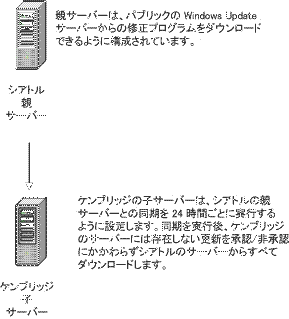 親サーバーは、パブリックの Windows Update
サーバーからの修正プログラムをダウンロード
できるように構成されています。
シアトル
親
サーバー
ケンブリッジの子サーバーは、シアトルの親
サーバーとの同期を 24 時間ごとに実行する
ように設定します。同期を実行後、ケンブリッジ
のサーバーには存在しない更新を承認/非承認
にかかわらずシアトルのサーバーからすべて
ダウンロードします。
ケンブリッジ
子
サーバー